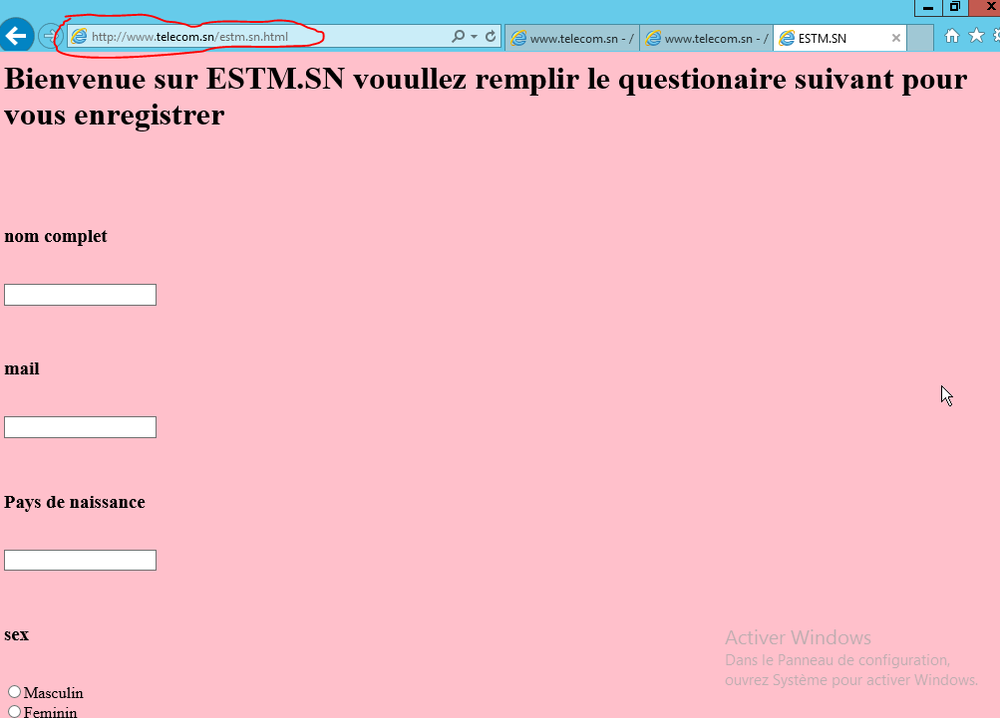 http://www.telecom.sn/estm.sn.html
www.telecom.sn - /
www.telecom.sn - /
ESTM.SN
Bienvenue sur ESTM.SN vouullez remplir le questionaire suivant pour
vous enregistrer
nom complet
mail
Pays de naissance
sex
Masculin
Feminin
Activer Windows
Dans le Panneau de configuration,
ouvrez Système pour activer Windows.